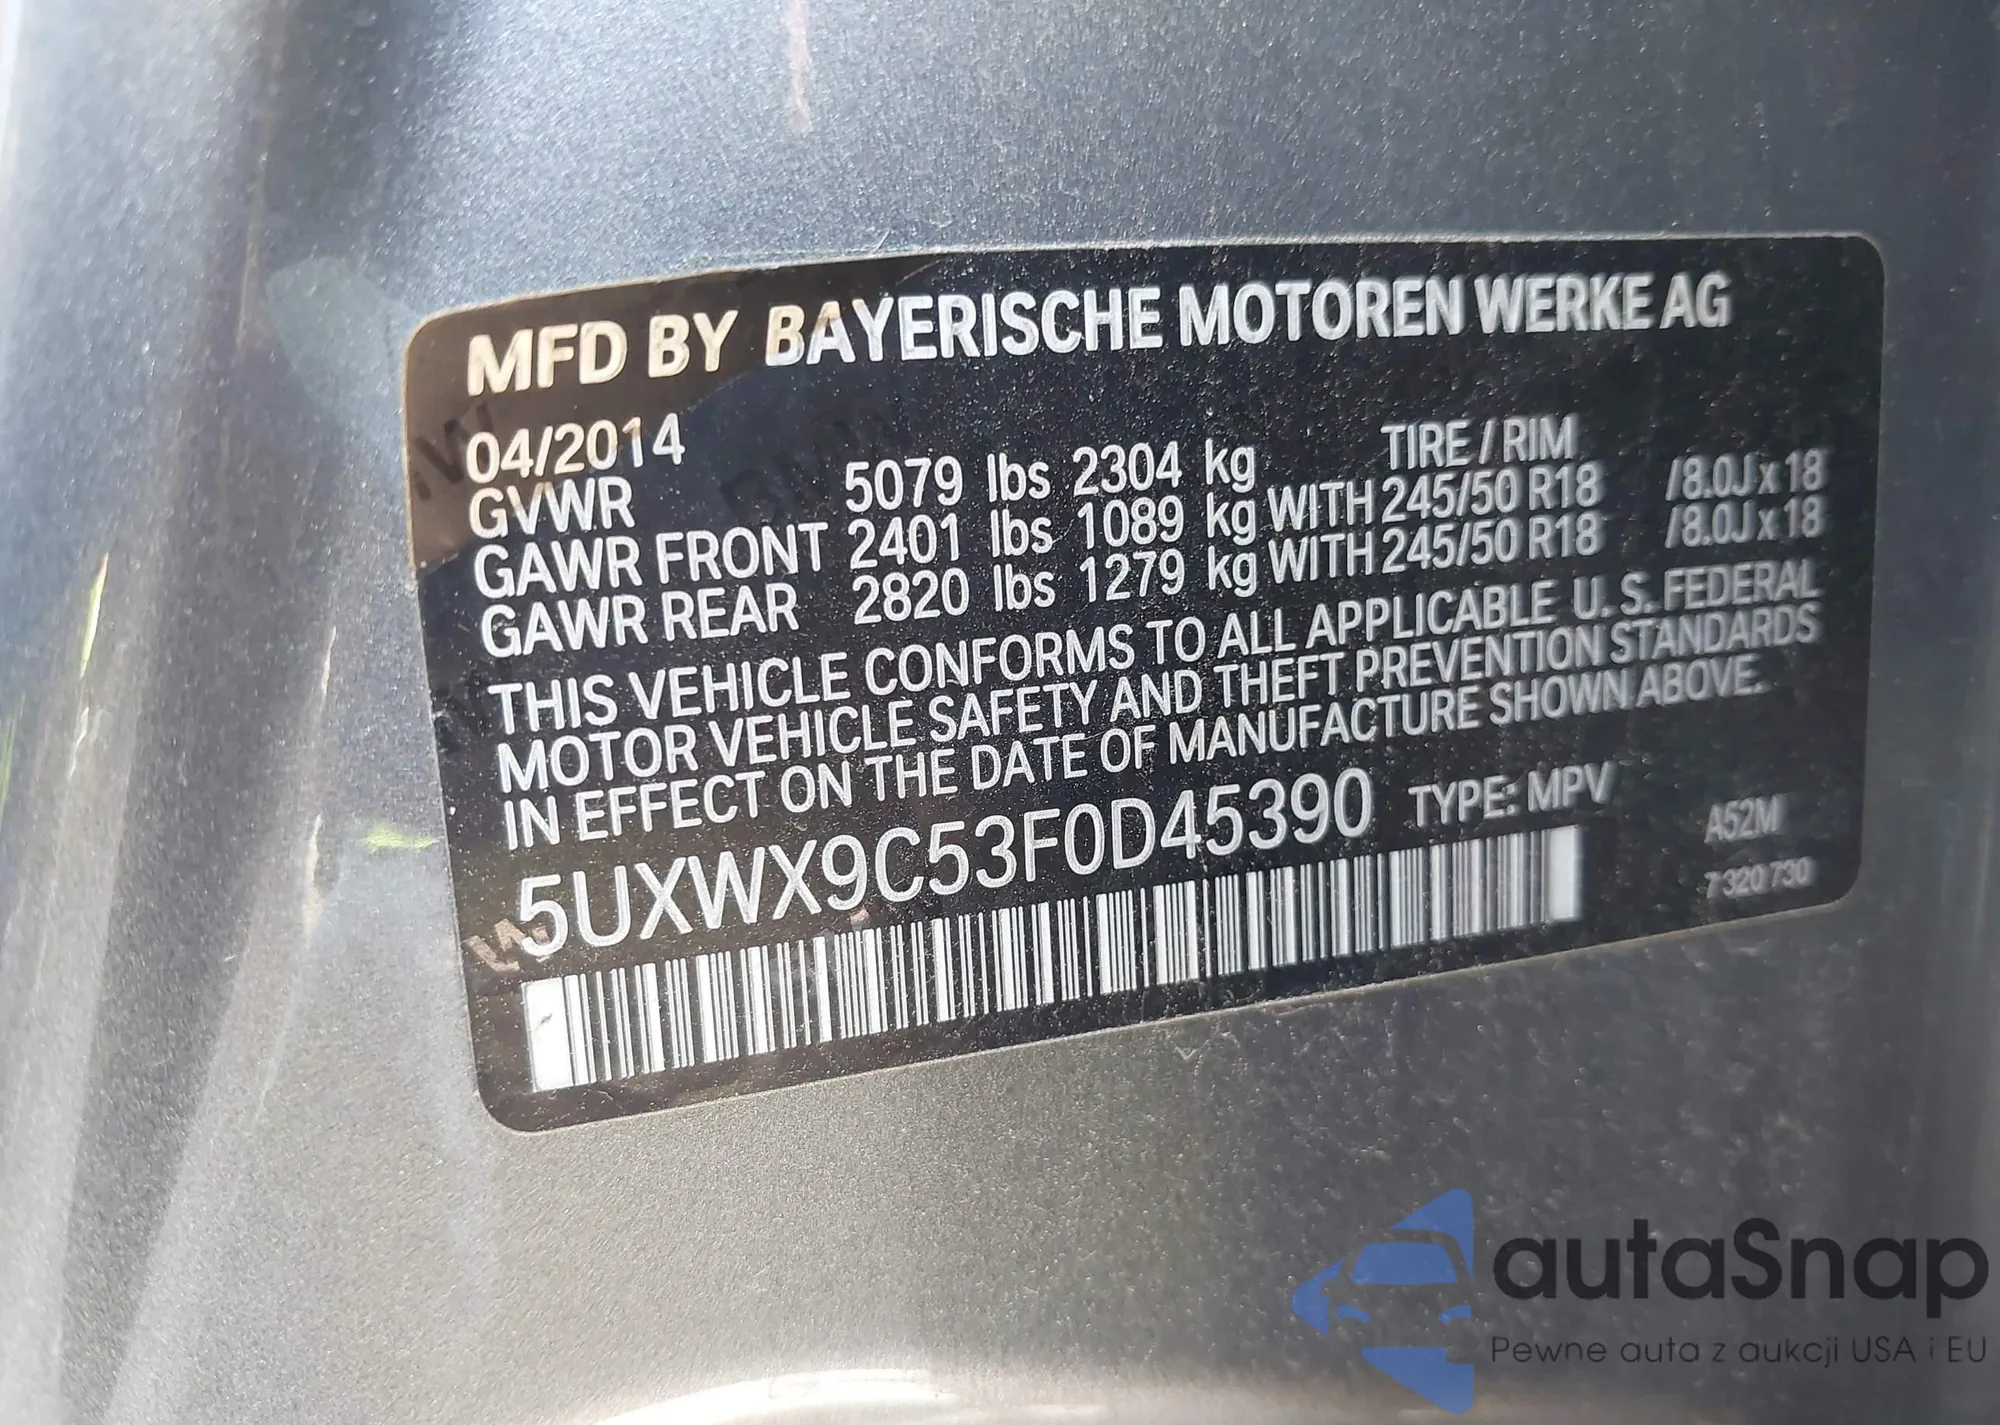 MFD BY BAYERISCHE MOTOREN WERKE AG
04/2014 TIRE / RIM
GVWR 5079 lbs 2304 kg
GAWR FRONT 2401 lbs 1089 kg WITH 245/50 R18 /8.0J x 18
GAWR REAR 2820 lbs 1279 kg WITH 245/50 R18 /8.0J x 18
THIS VEHICLE CONFORMS TO ALL APPLICABLE U. S. FEDERAL
MOTOR VEHICLE SAFETY AND THEFT PREVENTION STANDARDS
IN EFFECT ON THE DATE OF MANUFACTURE SHOWN ABOVE.
5UXWX9C53F0D45390 TYPE: MPV A52M
7 320 730
autaSnap
Pewne auta z aukcji USA i EU